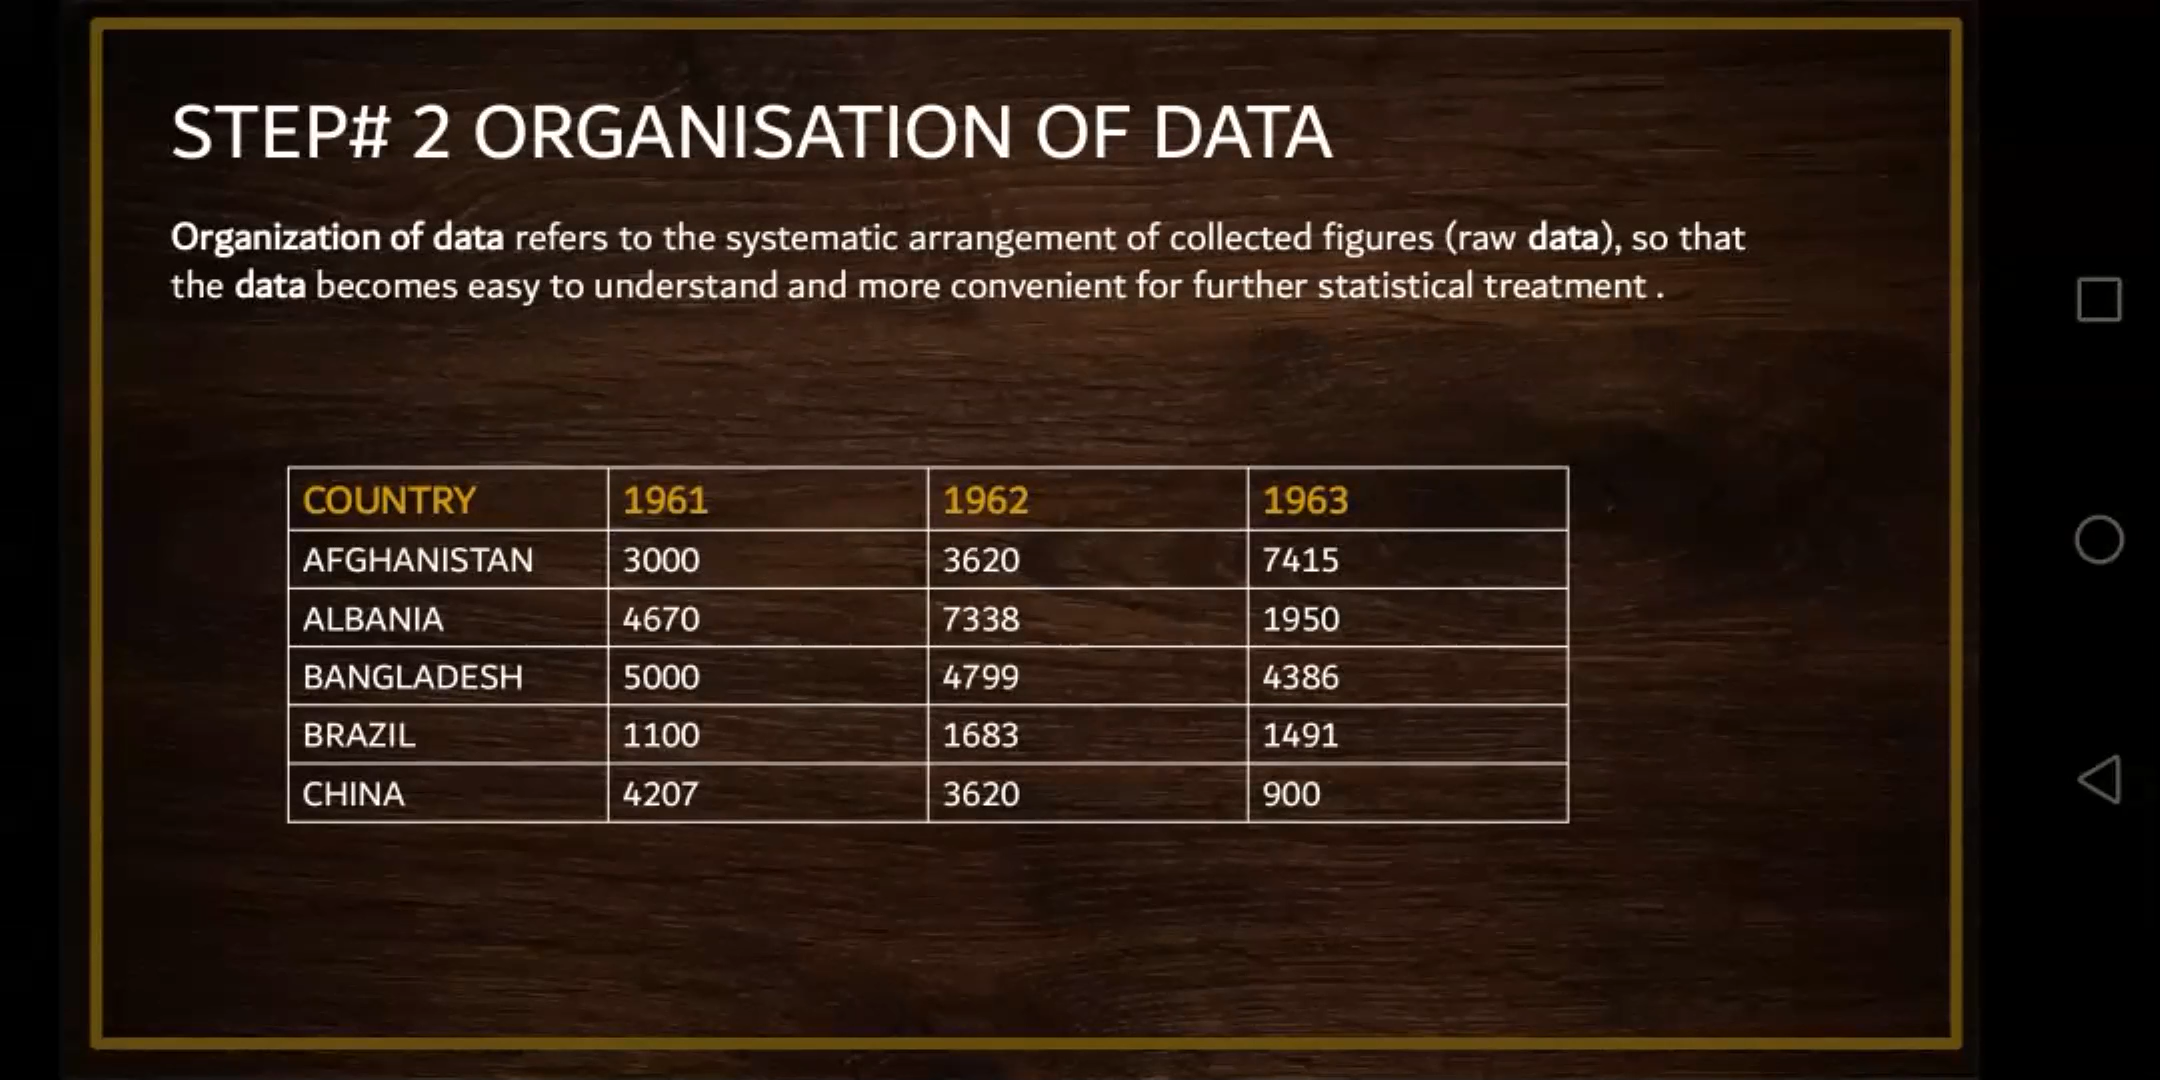 STEP# 2 ORGANISATION OF DATA
Organization of data refers to the systematic arrangement of collected figures (raw data), so that
the data becomes easy to understand and more convenient for further statistical treatment .
COUNTRY 1961 1962 1963
AFGHANISTAN 3000 3620 7415
ALBANIA 4670 7338 1950
BANGLADESH 5000 4799 4386
BRAZIL 1100 1683 1491
CHINA 4207 3620 900